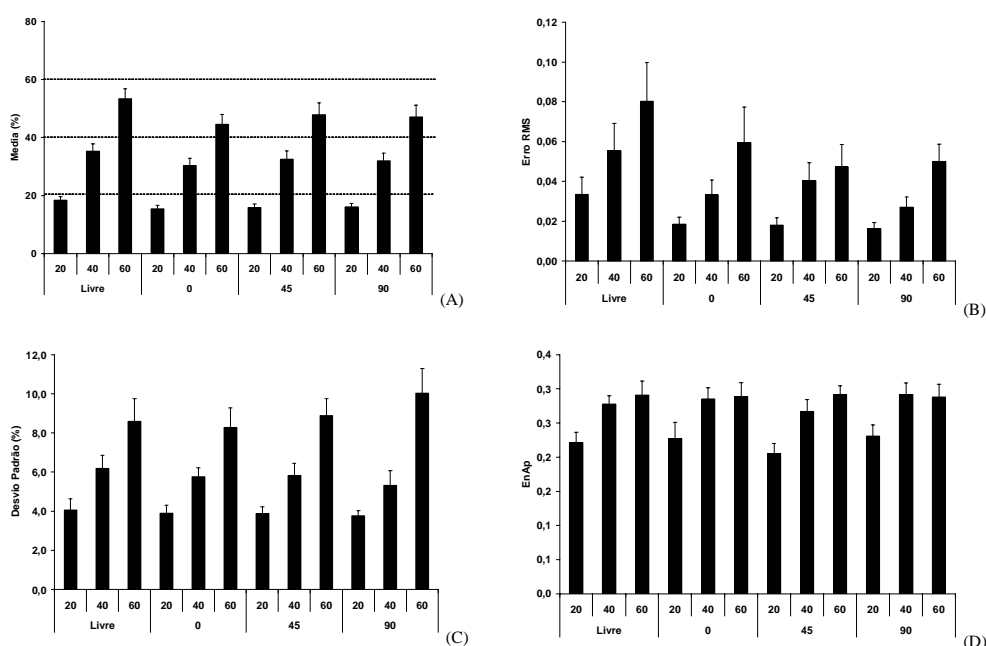 80
60
40
20
0
Media (%)
20 40 60 20 40 60 20 40 60 20 40 60
Livre 0 45 90
(A)
0,12
0,10
0,08
0,06
0,04
0,02
0,00
Erro RMS
20 40 60 20 40 60 20 40 60 20 40 60
Livre 0 45 90
(B)
12,0
10,0
8,0
6,0
4,0
2,0
0,0
Desvio Padrão (%)
20 40 60 20 40 60 20 40 60 20 40 60
Livre 0 45 90
(C)
0,4
0,3
0,3
0,2
0,2
0,1
0,1
0,0
EnAp
20 40 60 20 40 60 20 40 60 20 40 60
Livre 0 45 90
(D)